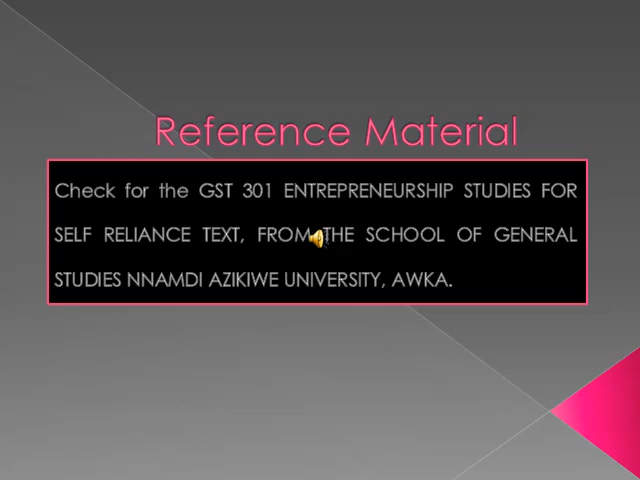 Reference Material
Check for the GST 301 ENTREPRENEURSHIP STUDIES FOR
SELF RELIANCE TEXT, FROM THE SCHOOL OF GENERAL
STUDIES NNAMDI AZIKIWE UNIVERSITY, AWKA.